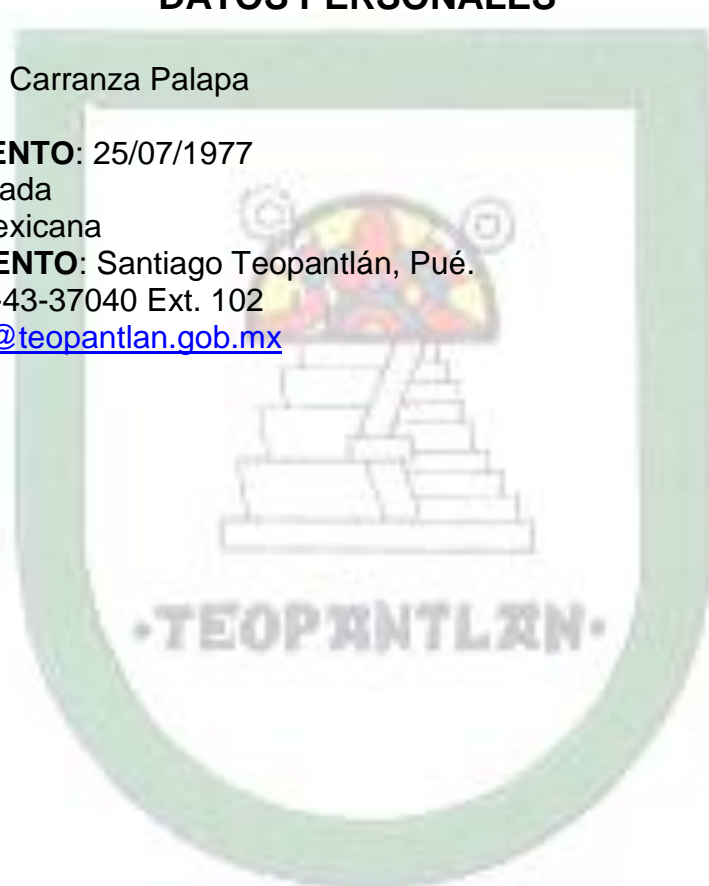 DATOS PERSONALES
Carranza Palapa
ENTO: 25/07/1977
ada
exicana
ENTO: Santiago Teopantlán, Pué.
-43-37040 Ext. 102
@teopantlan.gob.mx
•TEOPANTLAN•